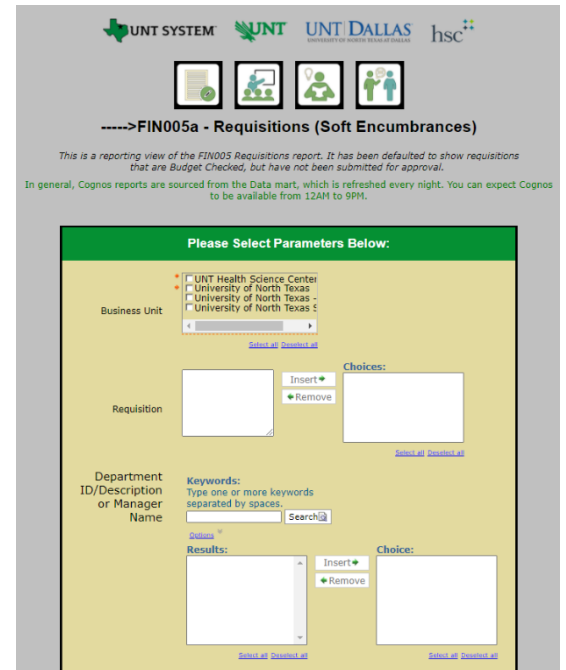 UNT SYSTEM UNT UNT DALLAS hsc
UNIVERSITY OF NORTH TEXAS AT DALLAS
----->FIN005a - Requisitions (Soft Encumbrances)
This is a reporting view of the FIN005 Requisitions report. It has been defaulted to show requisitions
that are Budget Checked, but have not been submitted for approval.
In general, Cognos reports are sourced from the Data mart, which is refreshed every night. You can expect Cognos
to be available from 12AM to 9PM.
Please Select Parameters Below:
Business Unit
* UNT Health Science Center
* University of North Texas
University of North Texas -
University of North Texas S
Select all Deselect all
Requisition
Insert
Remove
Choices:
Select all Deselect all
Department
ID/Description
or Manager
Name
Keywords:
Type one or more keywords
separated by spaces.
Search
Options
Results:
Insert
Remove
Choice:
Select all Deselect all
Select all Deselect all